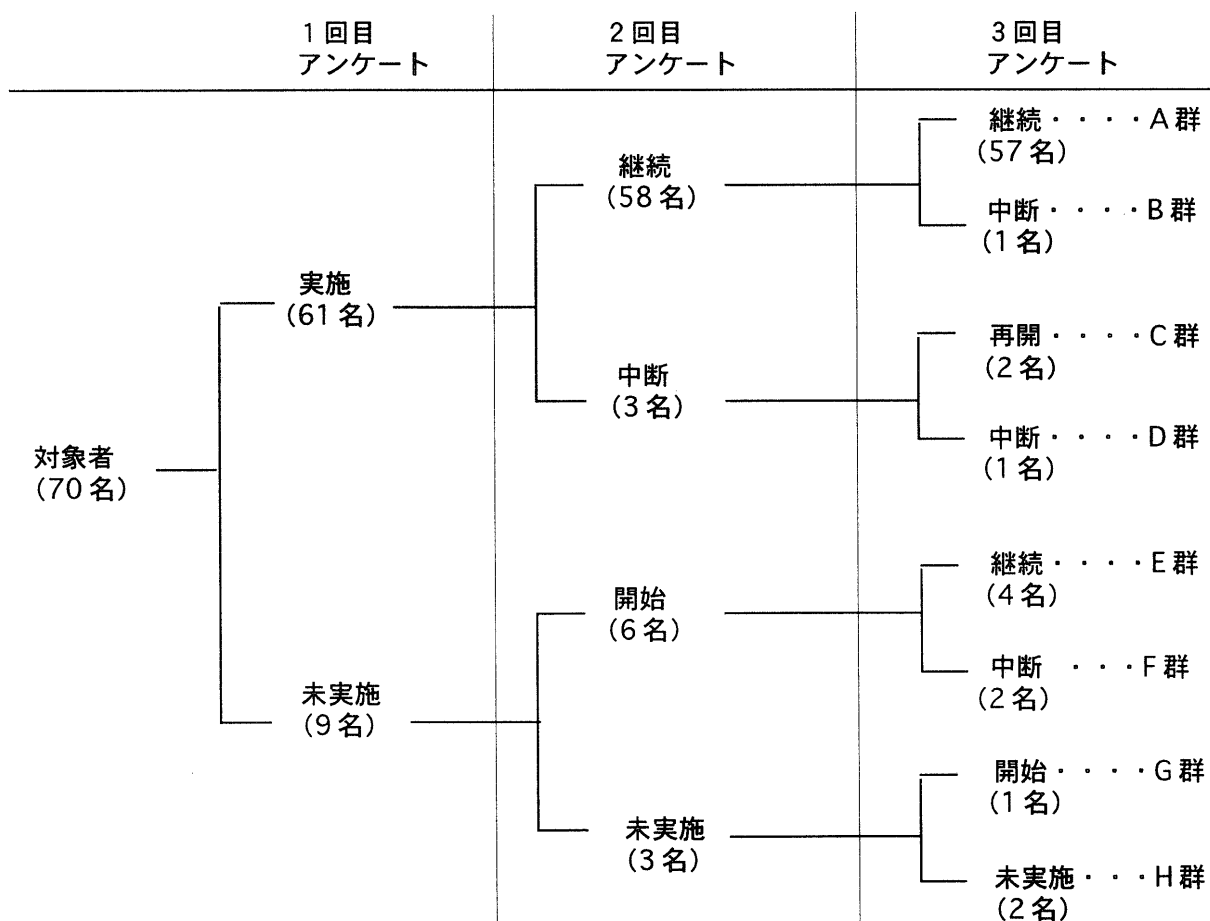 1回目
アンケート
2回目
アンケート
3回目
アンケート
対象者
(70名)
実施
(61名)
未実施
(9名)
継続
(58名)
中断
(3名)
開始
(6名)
未実施
(3名)
継続・・・・A群
(57名)
中断・・・・B群
(1名)
再開・・・・C群
(2名)
中断・・・・D群
(1名)
継続・・・・E群
(4名)
中断 ・・・F群
(2名)
開始・・・・G群
(1名)
未実施・・・H群
(2名)